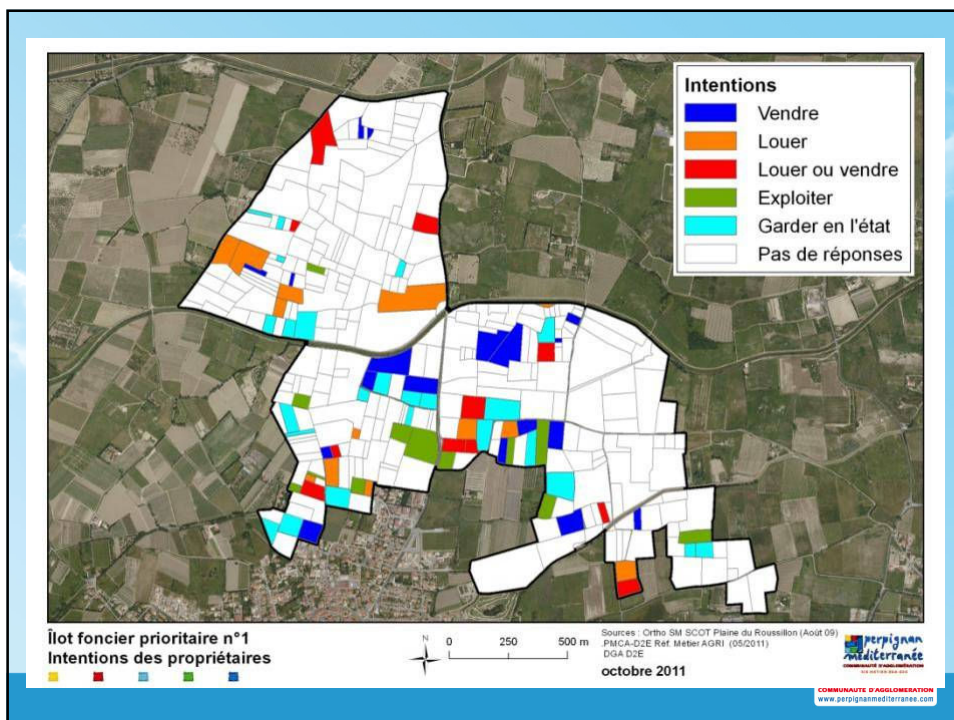 Intentions
Vendre
Louer
Louer ou vendre
Exploiter
Garder en l'état
Pas de réponses
Îlot foncier prioritaire n°1
Intentions des propriétaires
N
0 250 500 m
Sources : Ortho SM SCOT Plaine du Roussillon (Août 09)
PMCA-D2E Réf. Métier AGRI (05/2011)
DGA D2E
octobre 2011
perpignan
méditerranée
COMMUNAUTÉ D'AGGLOMÉRATION
COMMUNAUTE D'AGGLOMERATION
www.perpignanmediterranee.com